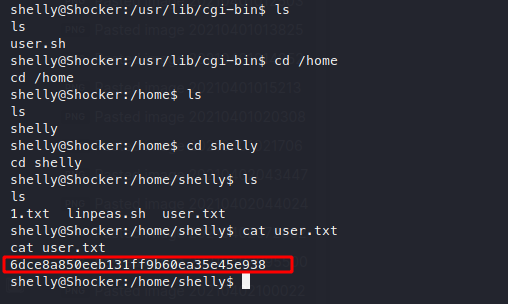 shelly@Shocker:/usr/lib/cgi-bin$ ls
ls
user.sh
shelly@Shocker:/usr/lib/cgi-bin$ cd /home
cd /home
shelly@Shocker:/home$ ls
ls
shelly
shelly@Shocker:/home$ cd shelly
cd shelly
shelly@Shocker:/home/shelly$ ls
ls
1.txt linpeas.sh user.txt
shelly@Shocker:/home/shelly$ cat user.txt
cat user.txt
6dce8a850eeb131ff9b60ea35e45e938
shelly@Shocker:/home/shelly$